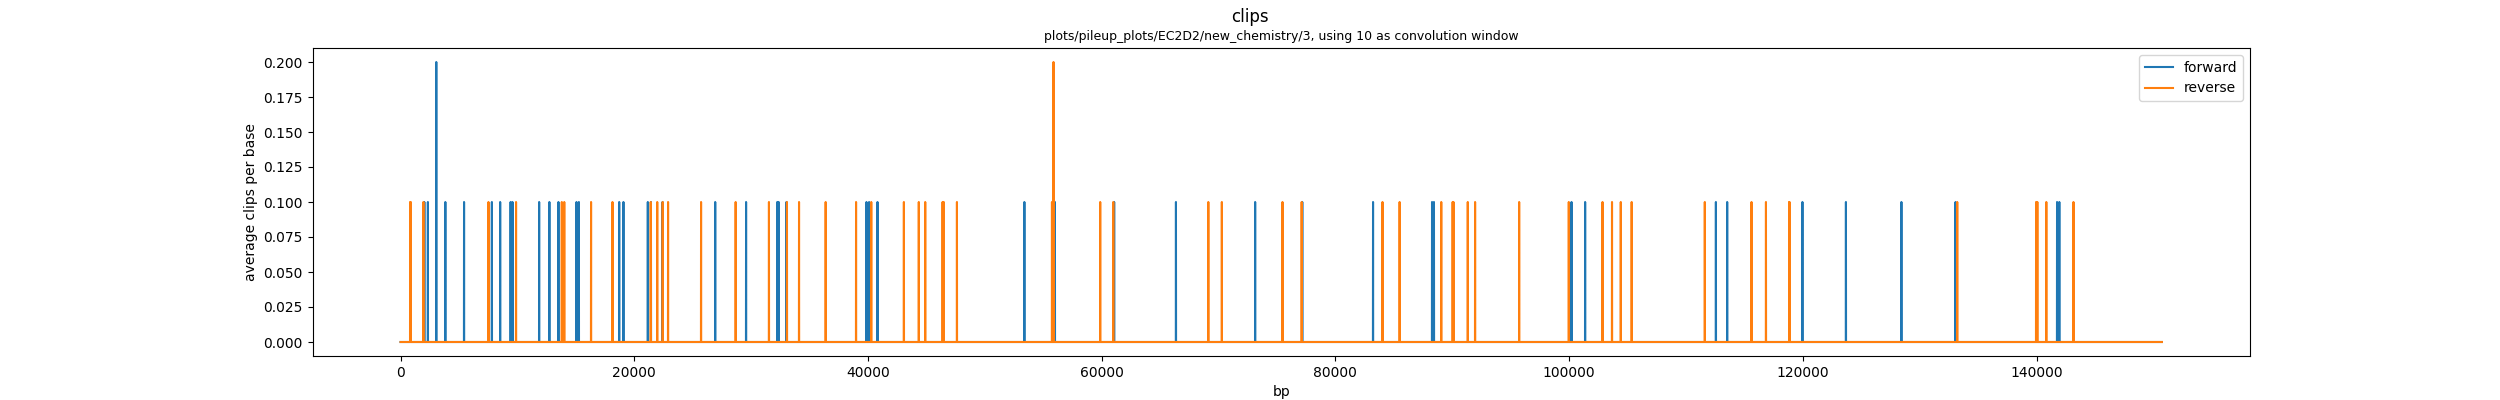 clips
plots/pileup_plots/EC2D2/new_chemistry/3, using 10 as convolution window
average clips per base
0.200
0.175
0.150
0.125
0.100
0.075
0.050
0.025
0.000
forward
reverse
0 20000 40000 60000 80000 100000 120000 140000
bp